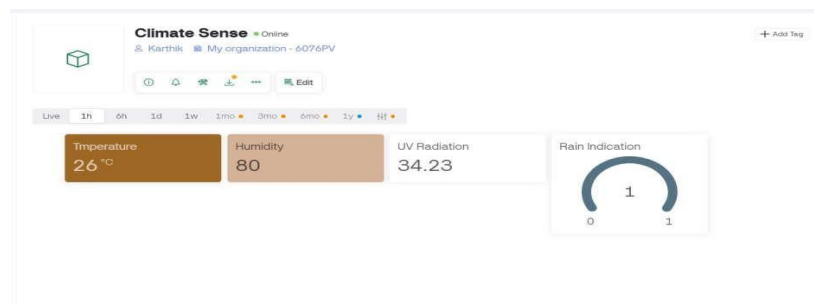 Climate Sense Online
Karthik My organization - 6076PV
Add Tag
Edit
Live 1h 6h 1d 1w 1mo 3mo 6mo 1y
Tmperature
26 °C
Humidity
80
UV Radiation
34.23
Rain Indication
1
0 1